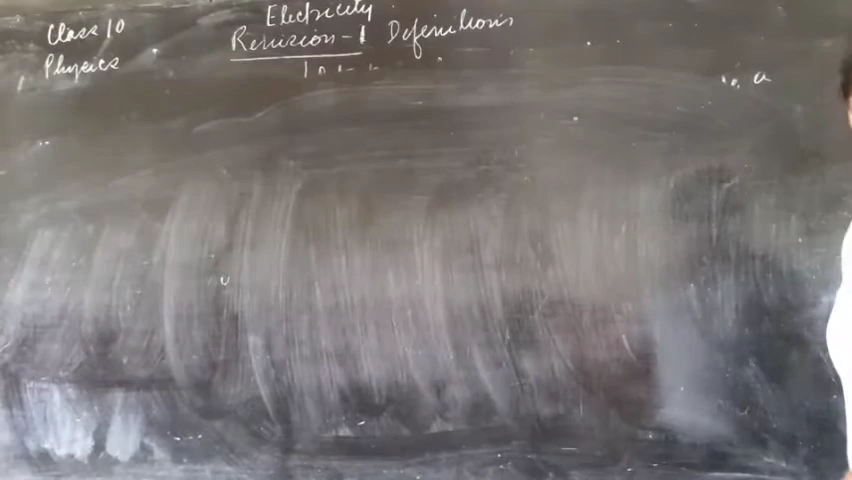 Class 10
Physics
Electricity
Revision-1 Definitions